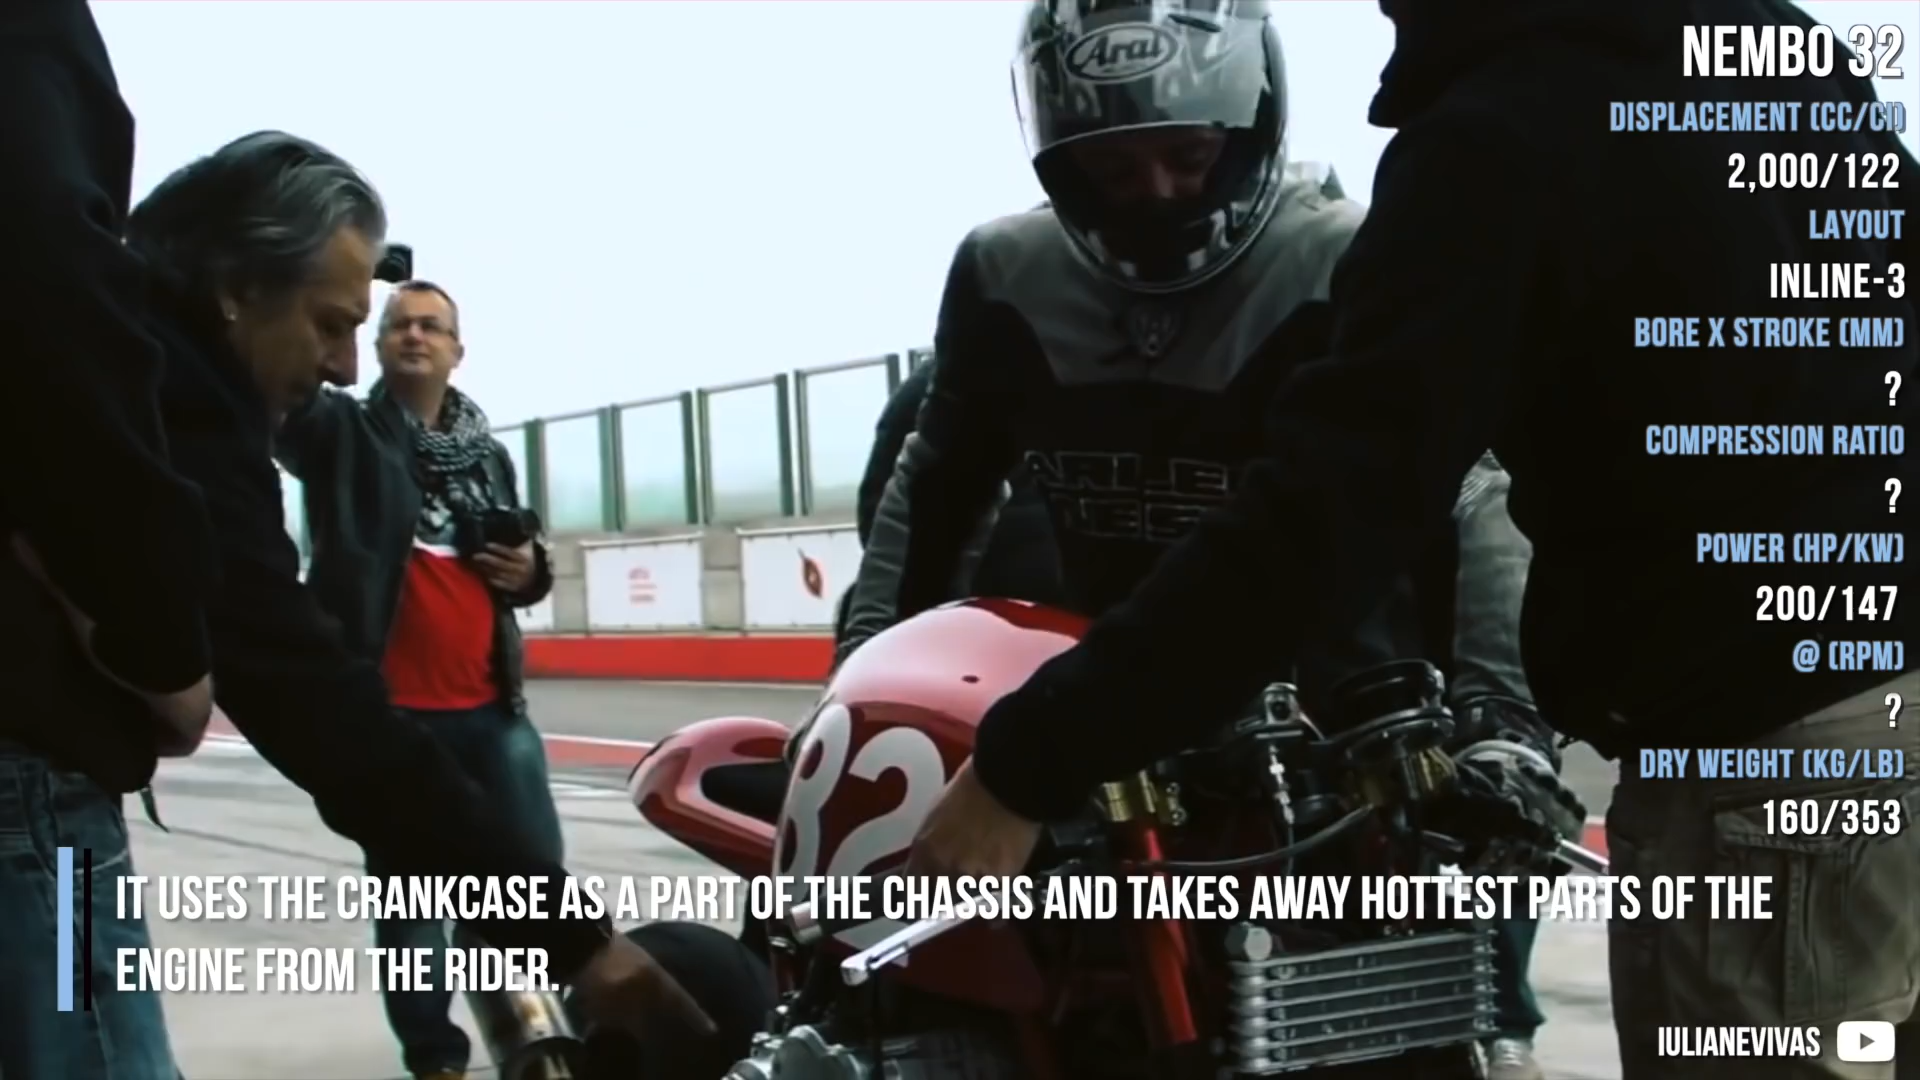 Arai
NEMBO 32
DISPLACEMENT (CC/CI)
2,000/122
LAYOUT
INLINE-3
BORE X STROKE (MM)
?
COMPRESSION RATIO
?
POWER (HP/KW)
200/147
@ (RPM)
?
DRY WEIGHT (KG/LB)
160/353
32
IT USES THE CRANKCASE AS A PART OF THE CHASSIS AND TAKES AWAY HOTTEST PARTS OF THE
ENGINE FROM THE RIDER.
IULIANEVIVAS